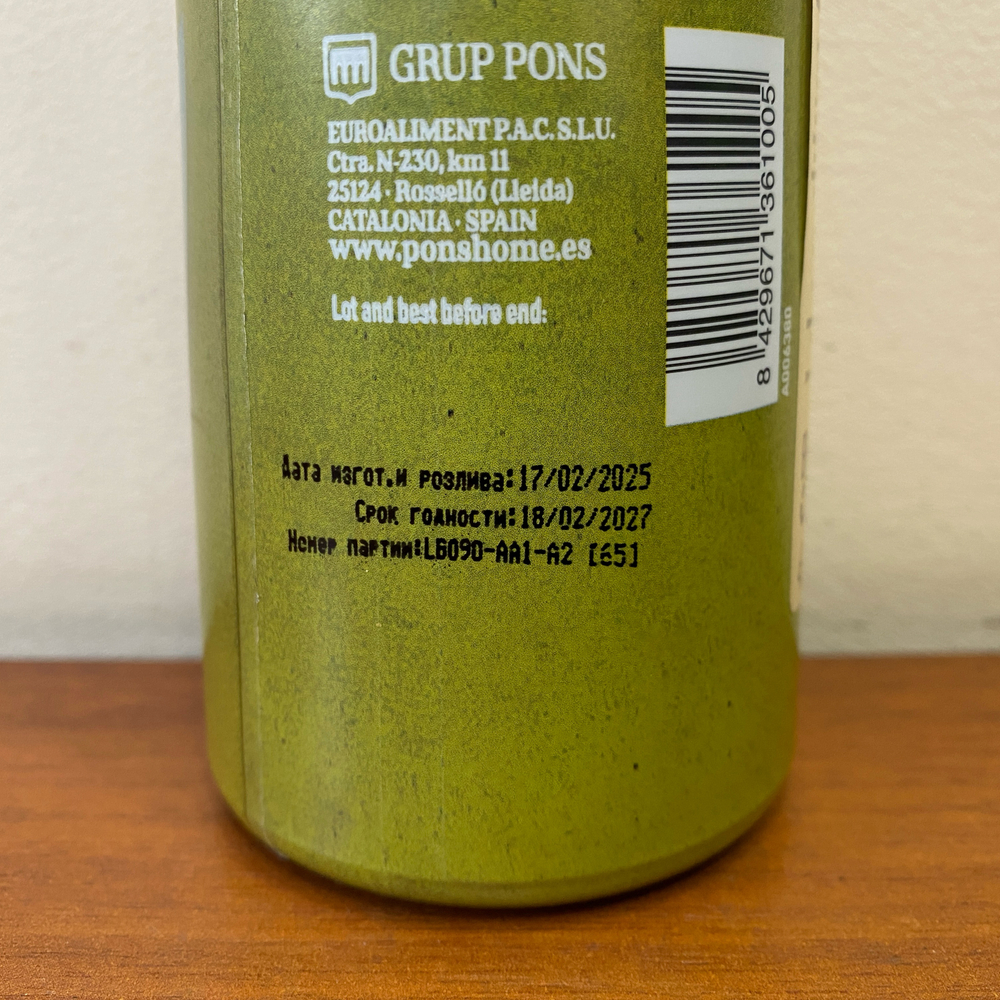 GRUP PONS
EUROALIMENT P.A.C. S.L.U.
Ctra. N-230, km 11
25124 · Rosselló (Lleida)
CATALONIA · SPAIN
www.ponshome.es
Lot and best before end:
Дата изгот.и розлива:17/02/2025
Срок годности:18/02/2027
Номер партии:L6090-AA1-A2 [65]
8 429671 361005
A006380